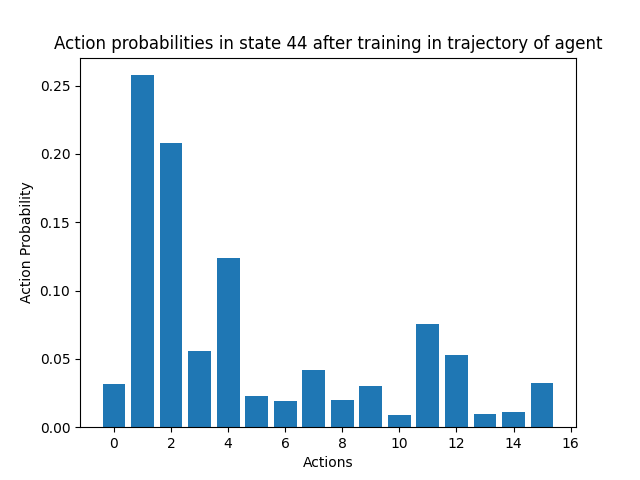 Action probabilities in state 44 after training in trajectory of agent
0.25
0.20
0.15
0.10
0.05
0.00
Action Probability
0 2 4 6 8 10 12 14 16
Actions